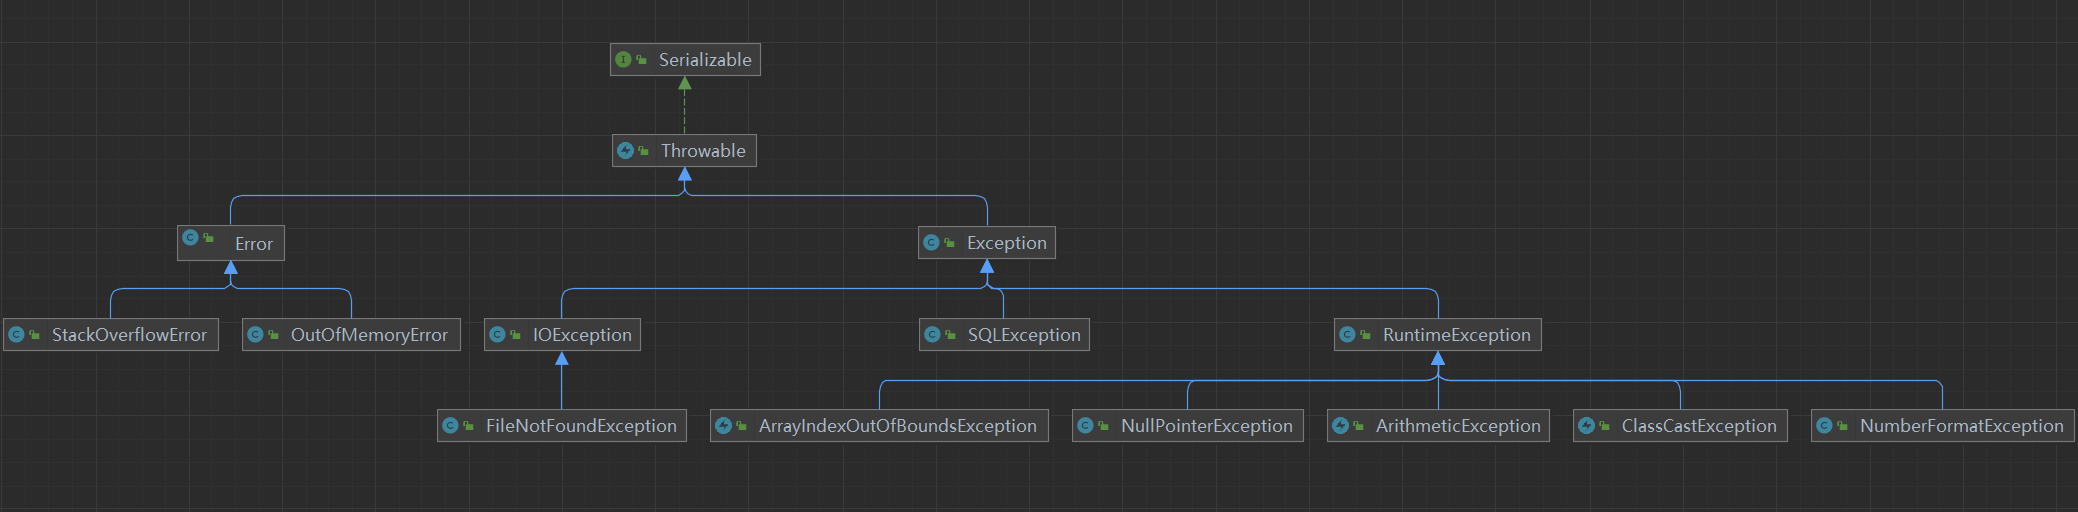 Serializable
Throwable
Error
Exception
StackOverflowError
OutOfMemoryError
IOException
SQLException
RuntimeException
FileNotFoundException
ArrayIndexOutOfBoundsException
NullPointerException
ArithmeticException
ClassCastException
NumberFormatException